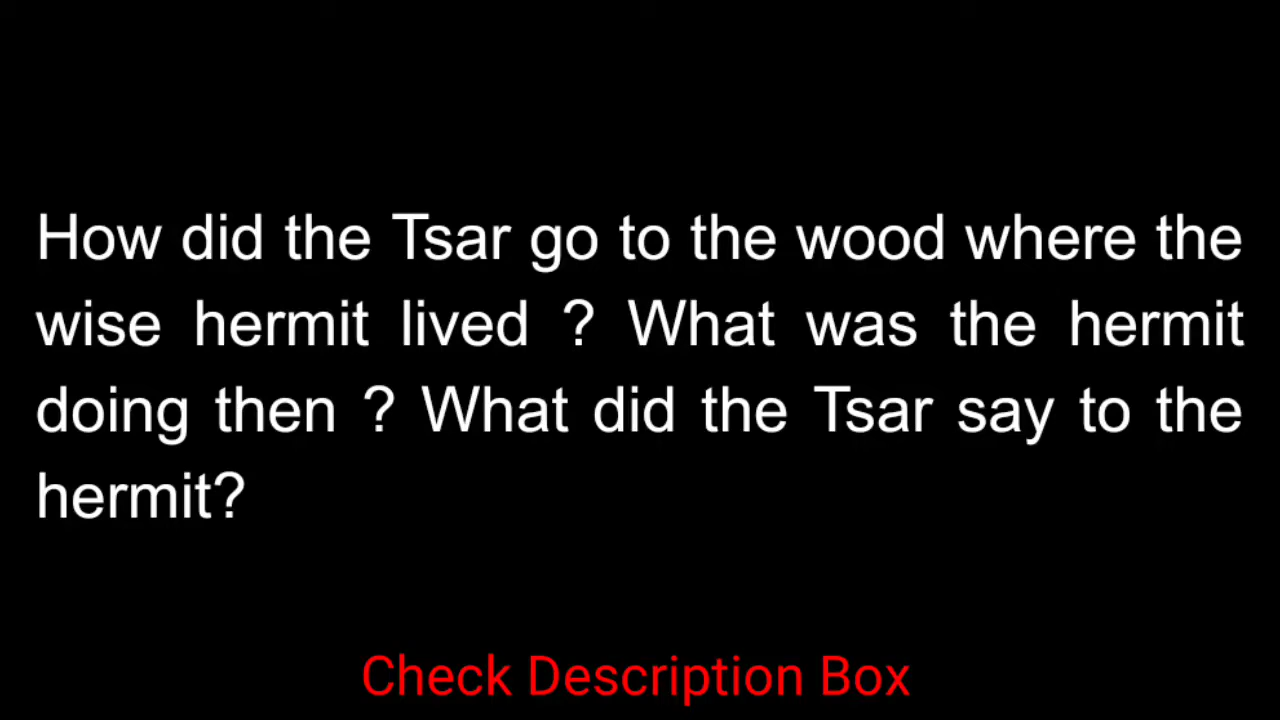 How did the Tsar go to the wood where the
wise hermit lived ? What was the hermit
doing then ? What did the Tsar say to the
hermit?
Check Description Box